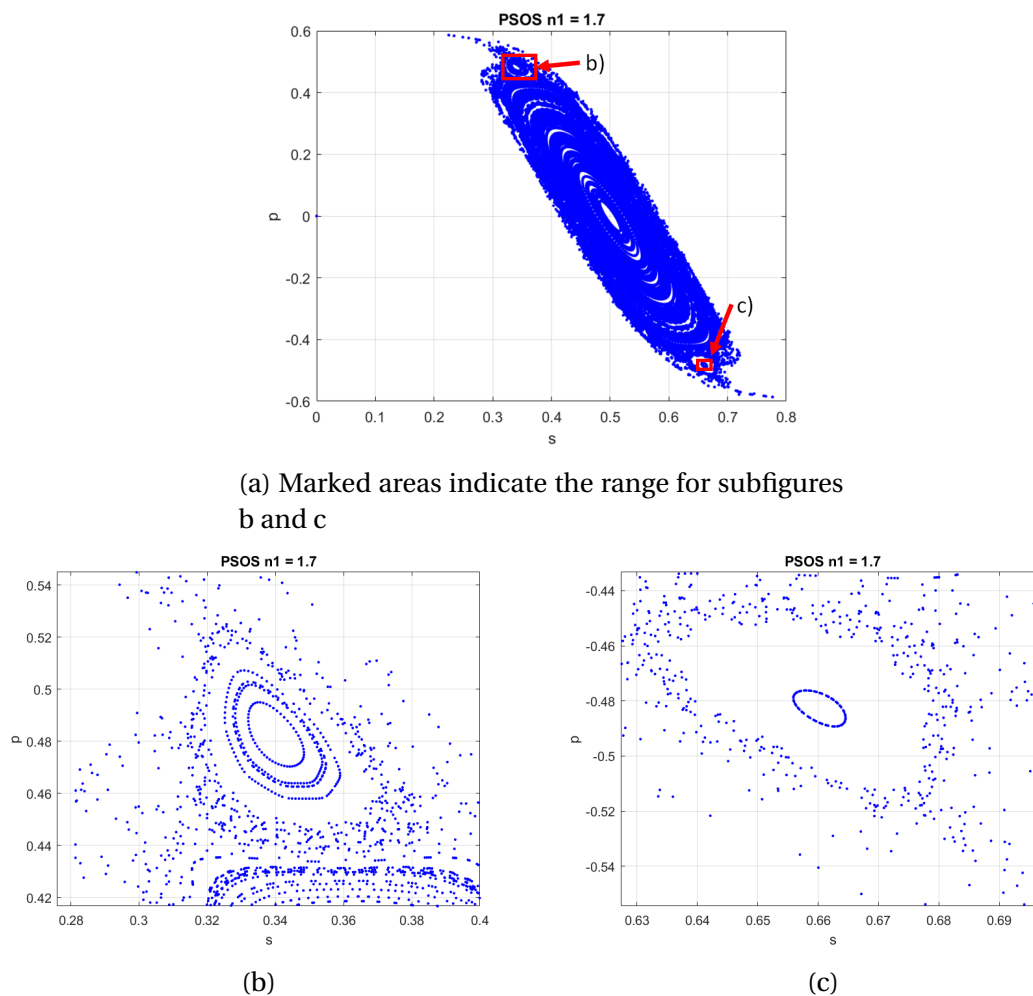 PSOS n1 = 1.7
0.6
b)
0.4
0.2
p
0
-0.2
c)
-0.4
-0.6
0 0.1 0.2 0.3 0.4 0.5 0.6 0.7 0.8
s
(a) Marked areas indicate the range for subfigures
b and c
PSOS n1 = 1.7
0.54
0.52
0.5
p
0.48
0.46
0.44
0.42
0.28 0.3 0.32 0.34 0.36 0.38 0.4
s
(b)
PSOS n1 = 1.7
-0.44
-0.46
-0.48
p
-0.5
-0.52
-0.54
0.63 0.64 0.65 0.66 0.67 0.68 0.69
s
(c)